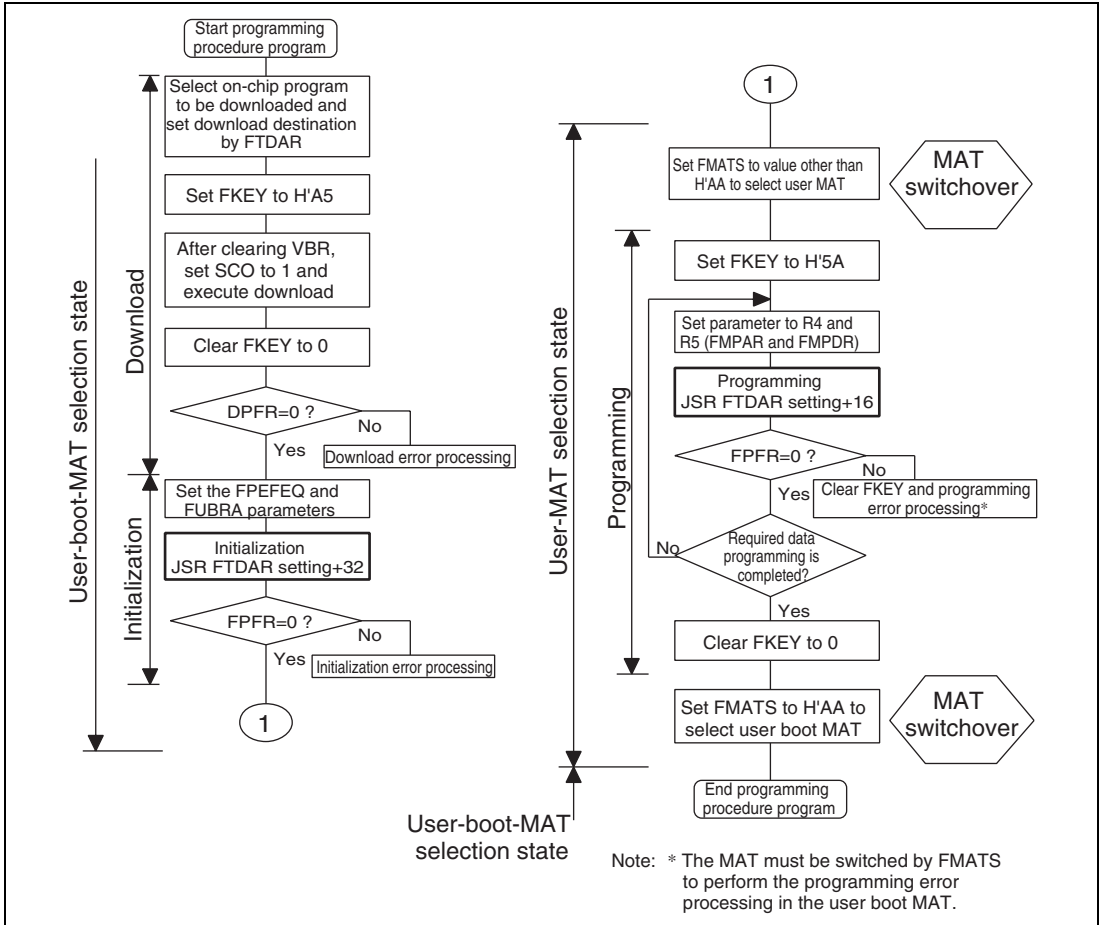 Start programming
procedure program
Select on-chip program
to be downloaded and
set download destination
by FTDAR
Set FKEY to H'A5
After clearing VBR,
set SCO to 1 and
execute download
Clear FKEY to 0
DPFR=0 ?
No
Yes
Download error processing
Set the FPEFEQ and
FUBRA parameters
Initialization
JSR FTDAR setting+32
FPFR=0 ?
No
Yes
Initialization error processing
1
Download
Initialization
User-boot-MAT selection state
1
Set FMATS to value other than
H'AA to select user MAT
MAT
switchover
Set FKEY to H'5A
Set parameter to R4 and
R5 (FMPAR and FMPDR)
Programming
JSR FTDAR setting+16
FPFR=0 ?
No
Yes
Clear FKEY and programming
error processing*
Required data
programming is
completed?
No
Yes
Clear FKEY to 0
Set FMATS to H'AA to
select user boot MAT
MAT
switchover
End programming
procedure program
Programming
User-MAT selection state
User-boot-MAT
selection state
Note: * The MAT must be switched by FMATS
to perform the programming error
processing in the user boot MAT.